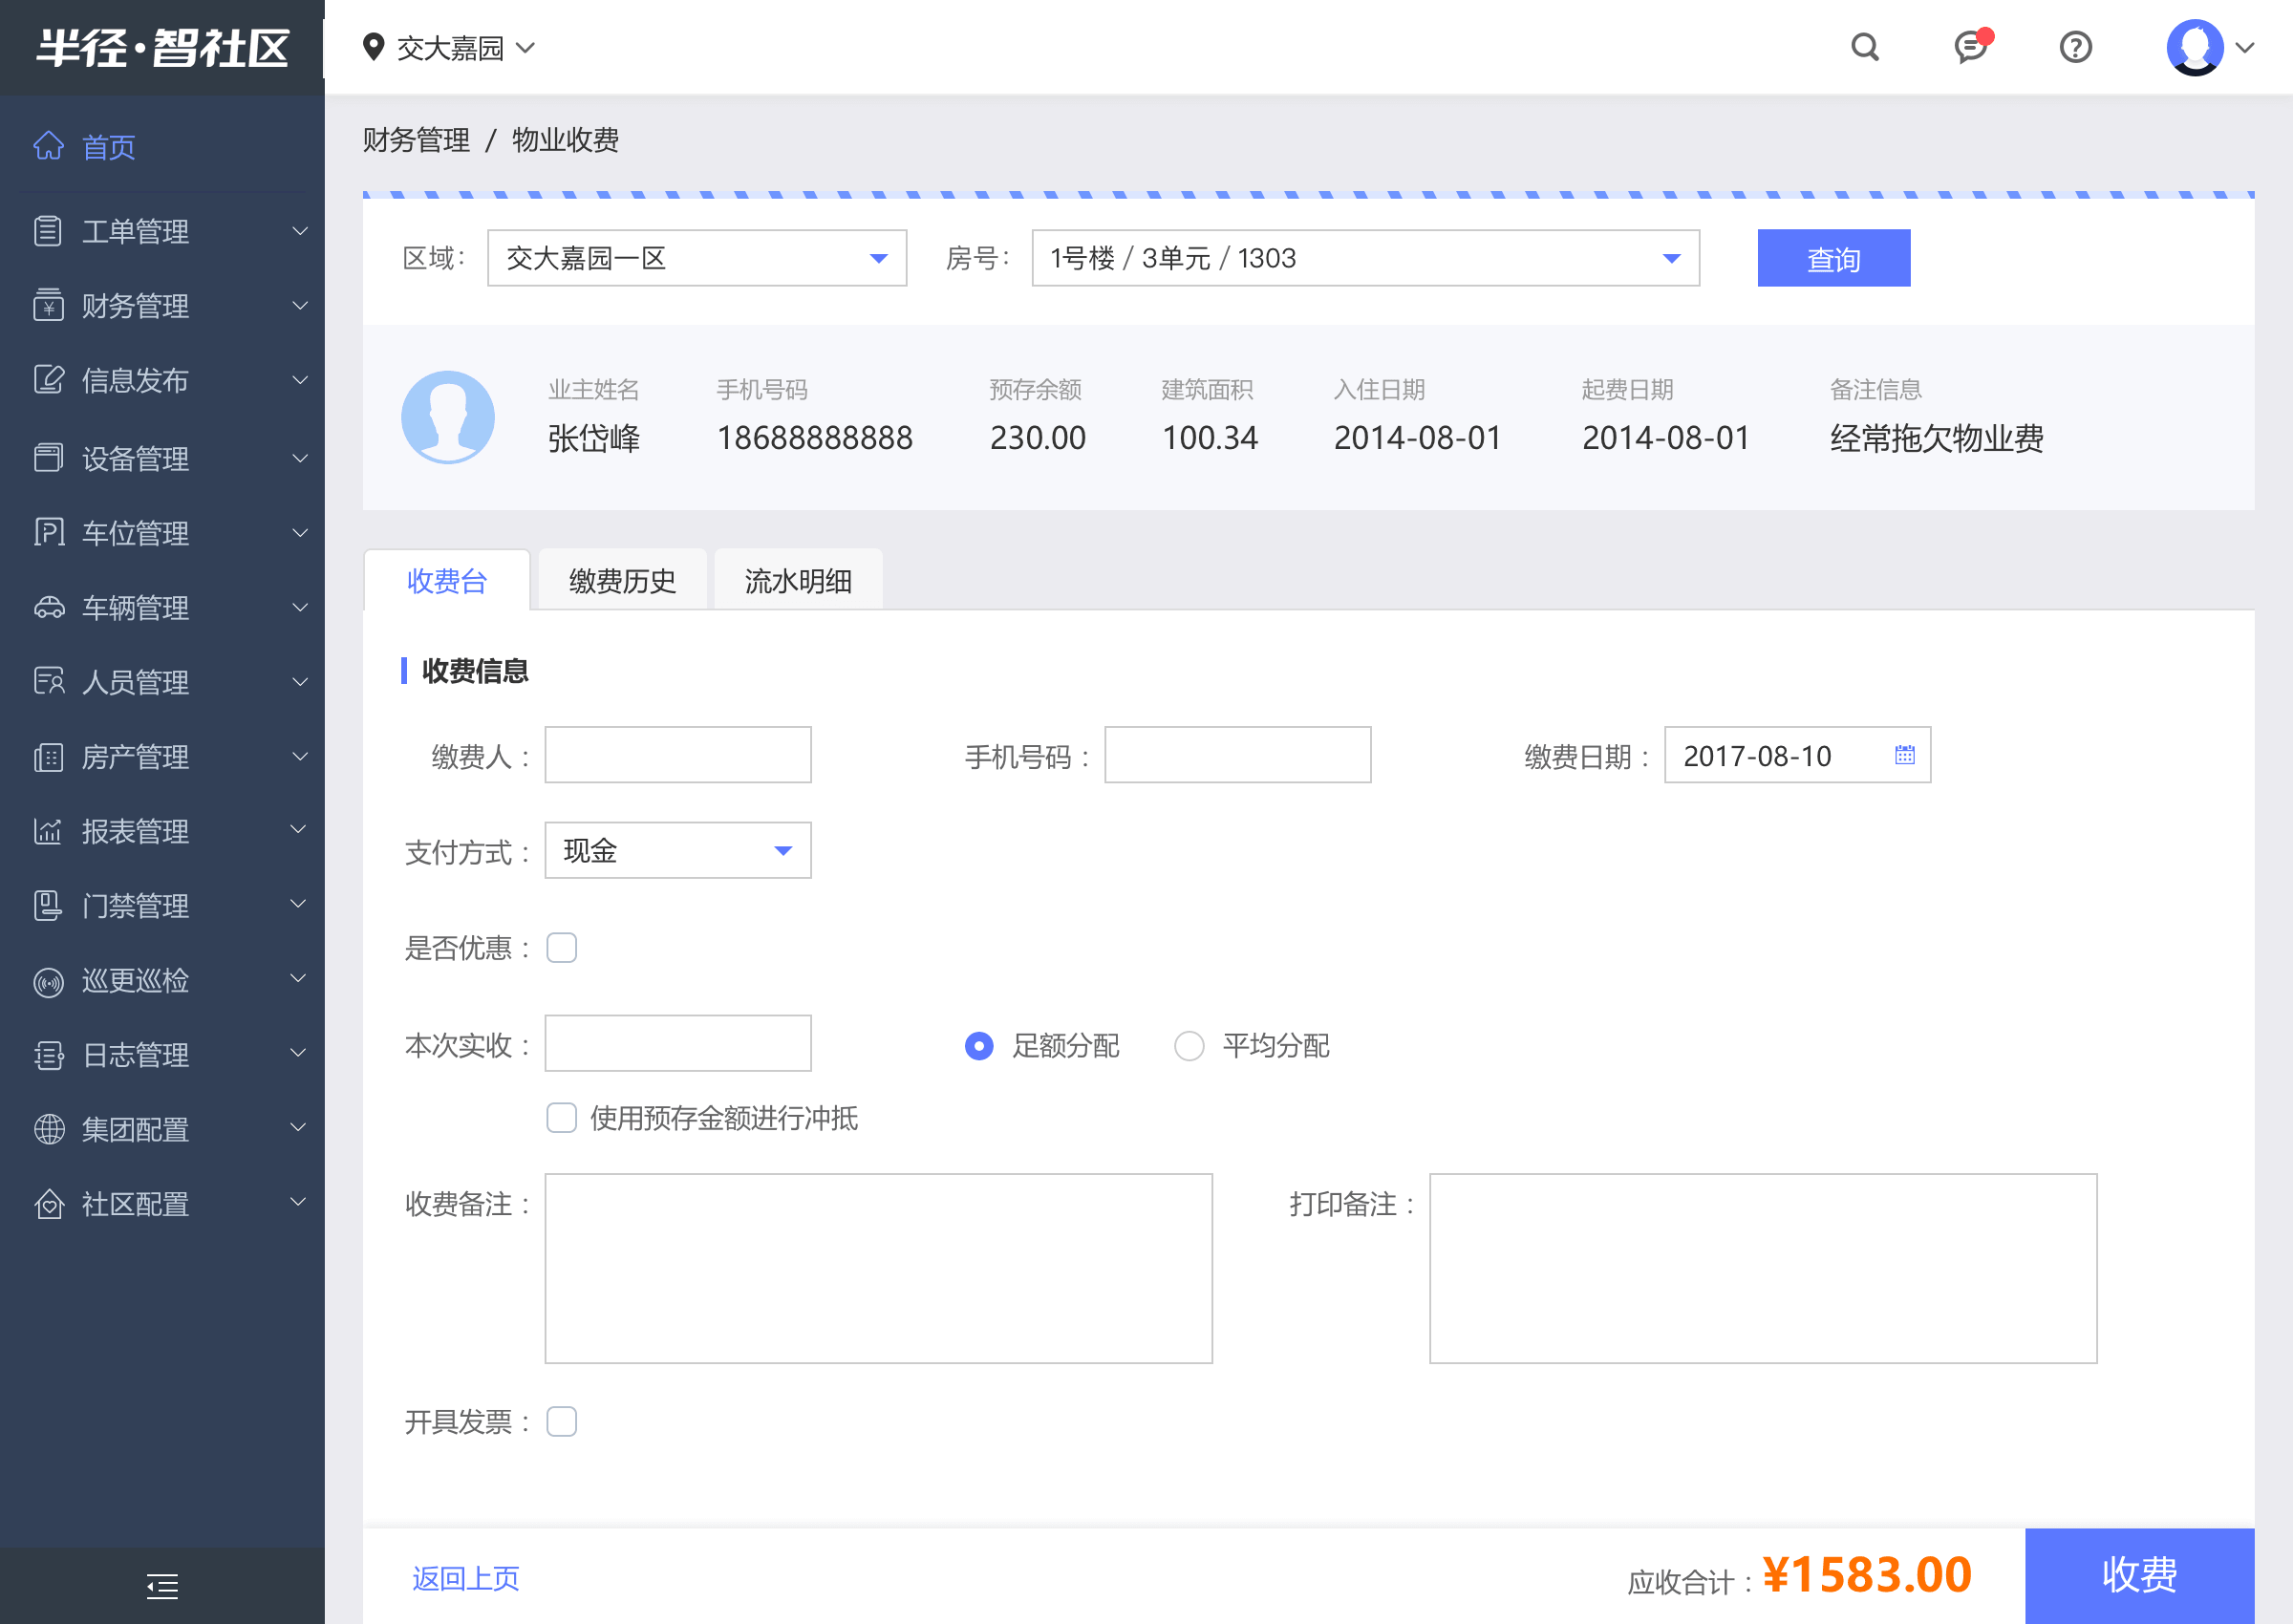 半径·智社区
交大嘉园
首页
工单管理
财务管理
信息发布
设备管理
车位管理
车辆管理
人员管理
房产管理
报表管理
门禁管理
巡更巡检
日志管理
集团配置
社区配置
财务管理 / 物业收费
区域： 交大嘉园一区 房号： 1号楼 / 3单元 / 1303 查询
业主姓名 手机号码 预存余额 建筑面积 入住日期 起费日期 备注信息
张岱峰 18688888888 230.00 100.34 2014-08-01 2014-08-01 经常拖欠物业费
收费台 缴费历史 流水明细
收费信息
缴费人： 手机号码： 缴费日期： 2017-08-10
支付方式： 现金
是否优惠：
本次实收： 足额分配 平均分配
使用预存金额进行冲抵
收费备注： 打印备注：
开具发票：
返回上页 应收合计：¥1583.00 收费